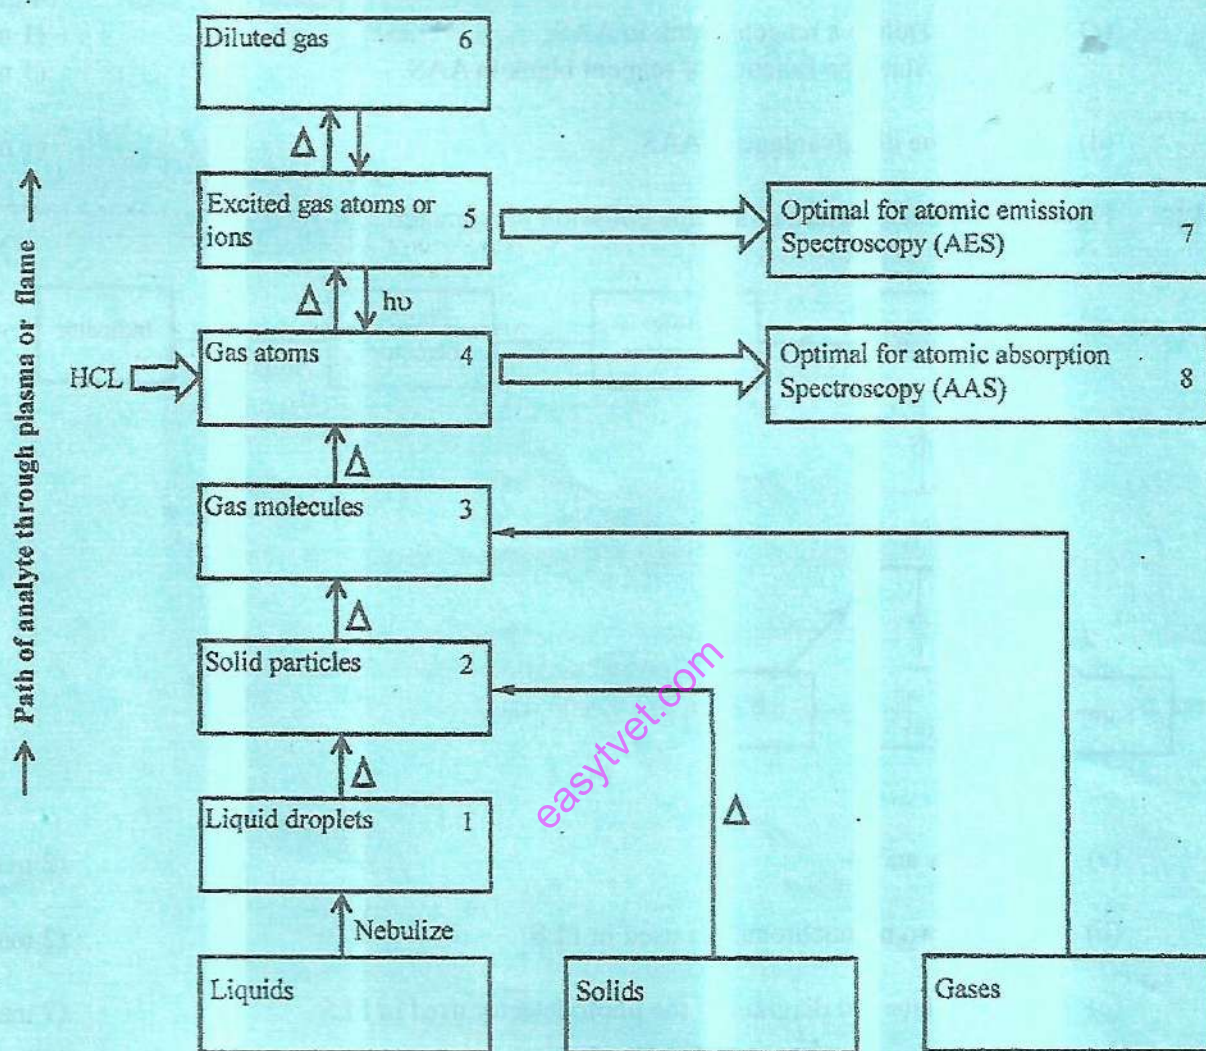 Diluted gas 6
Δ
Excited gas atoms or
ions 5
Optimal for atomic emission
Spectroscopy (AES) 7
Δ hυ
Gas atoms 4
HCL
Optimal for atomic absorption
Spectroscopy (AAS) 8
Δ
Gas molecules 3
Δ
Solid particles 2
Δ
Liquid droplets 1
Δ
Nebulize
Liquids
Solids
Gases
Path of analyte through plasma or flame
easytvet.com